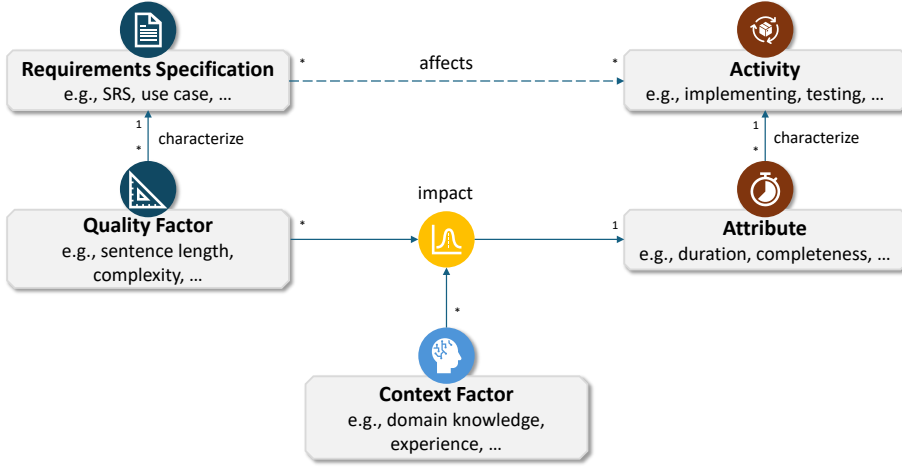 Requirements Specification
e.g., SRS, use case, ...
*
affects
*
Activity
e.g., implementing, testing, ...
1
characterize
*
1
characterize
*
impact
Quality Factor
e.g., sentence length,
complexity, ...
*
1
Attribute
e.g., duration, completeness, ...
*
Context Factor
e.g., domain knowledge,
experience, ...